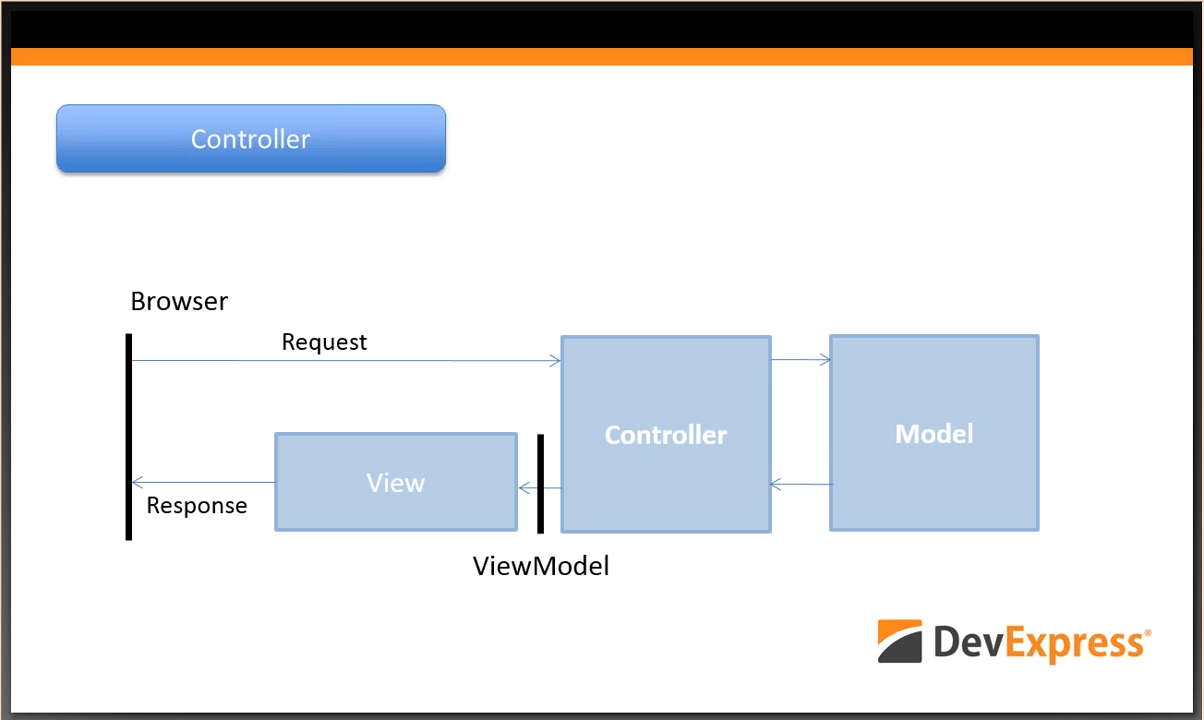 Controller
Browser
Request
Controller
Model
View
Response
ViewModel
DevExpress®